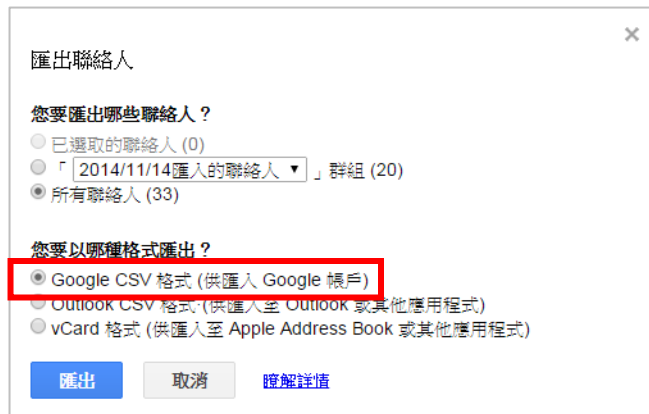 匯出聯絡人
您要匯出哪些聯絡人？
已選取的聯絡人 (0)
「 2014/11/14匯入的聯絡人 ▼ 」群組 (20)
所有聯絡人 (33)
您要以哪種格式匯出？
Google CSV 格式 (供匯入 Google 帳戶)
Outlook CSV 格式 (供匯入至 Outlook 或其他應用程式)
vCard 格式 (供匯入至 Apple Address Book 或其他應用程式)
匯出 取消 瞭解詳情